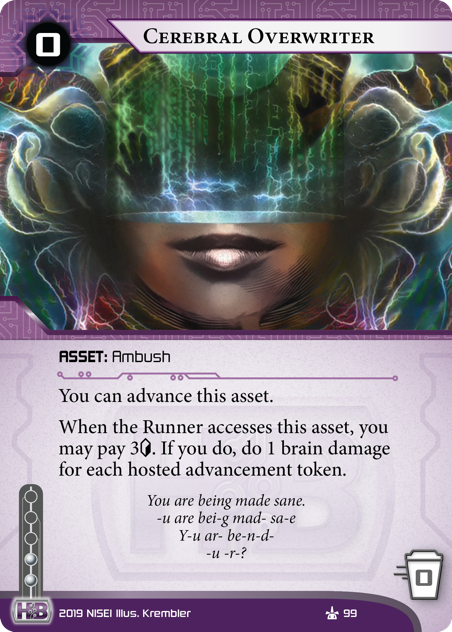 0
Cerebral Overwriter
ASSET: Ambush
You can advance this asset.
When the Runner accesses this asset, you
may pay 3. If you do, do 1 brain damage
for each hosted advancement token.
You are being made sane.
-u are bei-g mad- sa-e
Y-u ar- be-n-d-
-u -r-?
0
HB
2019 NISEI Illus. Krembler
99